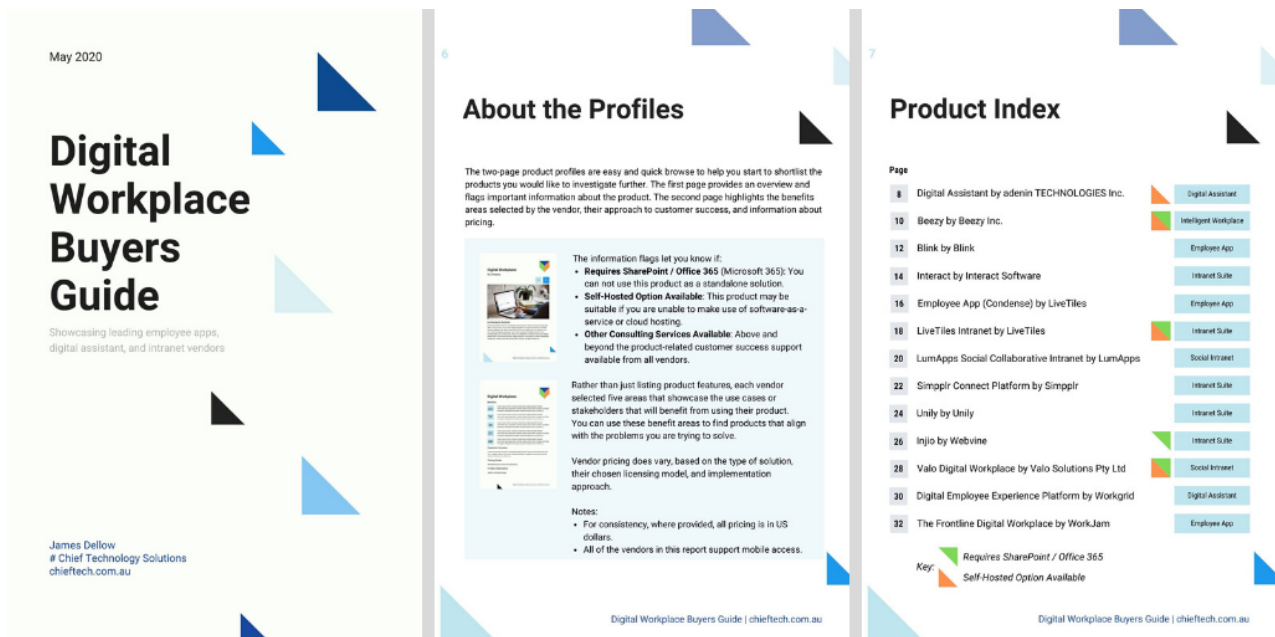 May 2020
Digital
Workplace
Buyers
Guide
Showcasing leading employee apps,
digital assistant, and intranet vendors
James Dellow
# Chief Technology Solutions
chieftech.com.au
6
About the Profiles
The two-page product profiles are easy and quick browse to help you start to shortlist the
products you would like to investigate further. The first page provides an overview and
flags important information about the product. The second page highlights the benefits
areas selected by the vendor, their approach to customer success, and information about
pricing.
Digital Workplace
The information flags let you know if:
• Requires SharePoint / Office 365 (Microsoft 365): You
can not use this product as a standalone solution.
• Self-Hosted Option Available: This product may be
suitable if you are unable to make use of software-as-a-
service or cloud hosting.
• Other Consulting Services Available: Above and
beyond the product-related customer success support
available from all vendors.
Digital Workplace
Rather than just listing product features, each vendor
selected five areas that showcase the use cases or
stakeholders that will benefit from using their product.
You can use these benefit areas to find products that align
with the problems you are trying to solve.
Vendor pricing does vary, based on the type of solution,
their chosen licensing model, and implementation
approach.
Notes:
• For consistency, where provided, all pricing is in US
dollars.
• All of the vendors in this report support mobile access.
Digital Workplace Buyers Guide | chieftech.com.au
7
Product Index
Page
8 Digital Assistant by adenin TECHNOLOGIES Inc. Digital Assistant
10 Beezy by Beezy Inc. Intelligent Workplace
12 Blink by Blink Employee App
14 Interact by Interact Software Intranet Suite
16 Employee App (Condense) by LiveTiles Employee App
18 LiveTiles Intranet by LiveTiles Intranet Suite
20 LumApps Social Collaborative Intranet by LumApps Social Intranet
22 Simpplr Connect Platform by Simpplr Intranet Suite
24 Unily by Unily Intranet Suite
26 Injio by Webvine Intranet Suite
28 Valo Digital Workplace by Valo Solutions Pty Ltd Social Intranet
30 Digital Employee Experience Platform by Workgrid Digital Assistant
32 The Frontline Digital Workplace by WorkJam Employee App
Key:
Requires SharePoint / Office 365
Self-Hosted Option Available
Digital Workplace Buyers Guide | chieftech.com.au